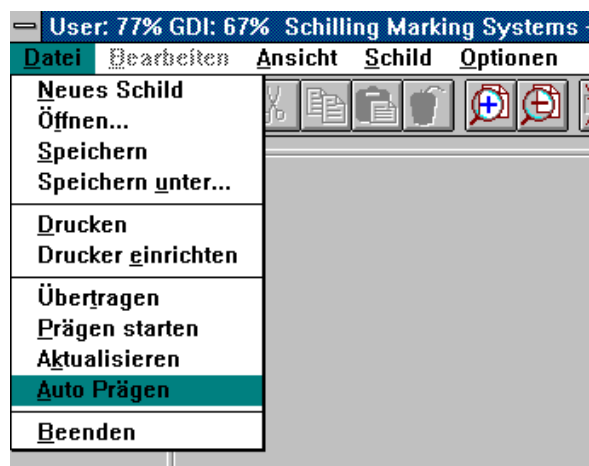 User: 77% GDI: 67% Schilling Marking Systems -
Datei Bearbeiten Ansicht Schild Optionen
Neues Schild
Öffnen...
Speichern
Speichern unter...
Drucken
Drucker einrichten
Übertragen
Prägen starten
Aktualisieren
Auto Prägen
Beenden